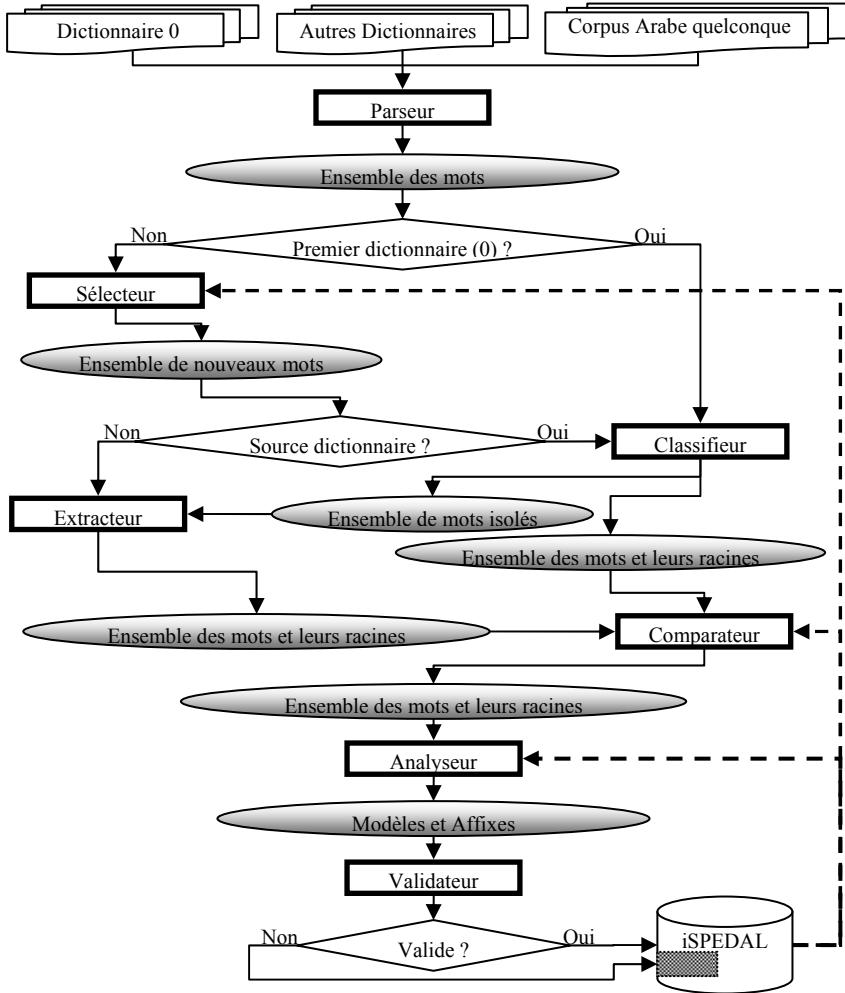 Dictionnaire 0
Autres Dictionnaires
Corpus Arabe quelconque
Parseur
Ensemble des mots
Non
Premier dictionnaire (0) ?
Oui
Sélecteur
Ensemble de nouveaux mots
Non
Source dictionnaire ?
Oui
Classifieur
Extracteur
Ensemble de mots isolés
Ensemble des mots et leurs racines
Ensemble des mots et leurs racines
Comparateur
Ensemble des mots et leurs racines
Analyseur
Modèles et Affixes
Validateur
Non
Valide ?
Oui
iSPEDAL